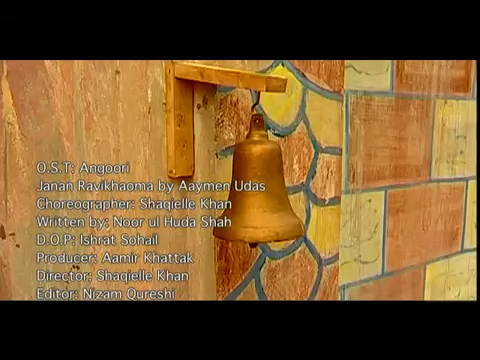 O.S.T: Angoori
Janan Ravikhaoma by Aaymen Udas
Choreographer: Shaqielle Khan
Written by: Noor ul Huda Shah
D.O.P: Ishrat Sohail
Producer: Aamir Khattak
Director: Shaqielle Khan
Editor: Nizam Qureshi